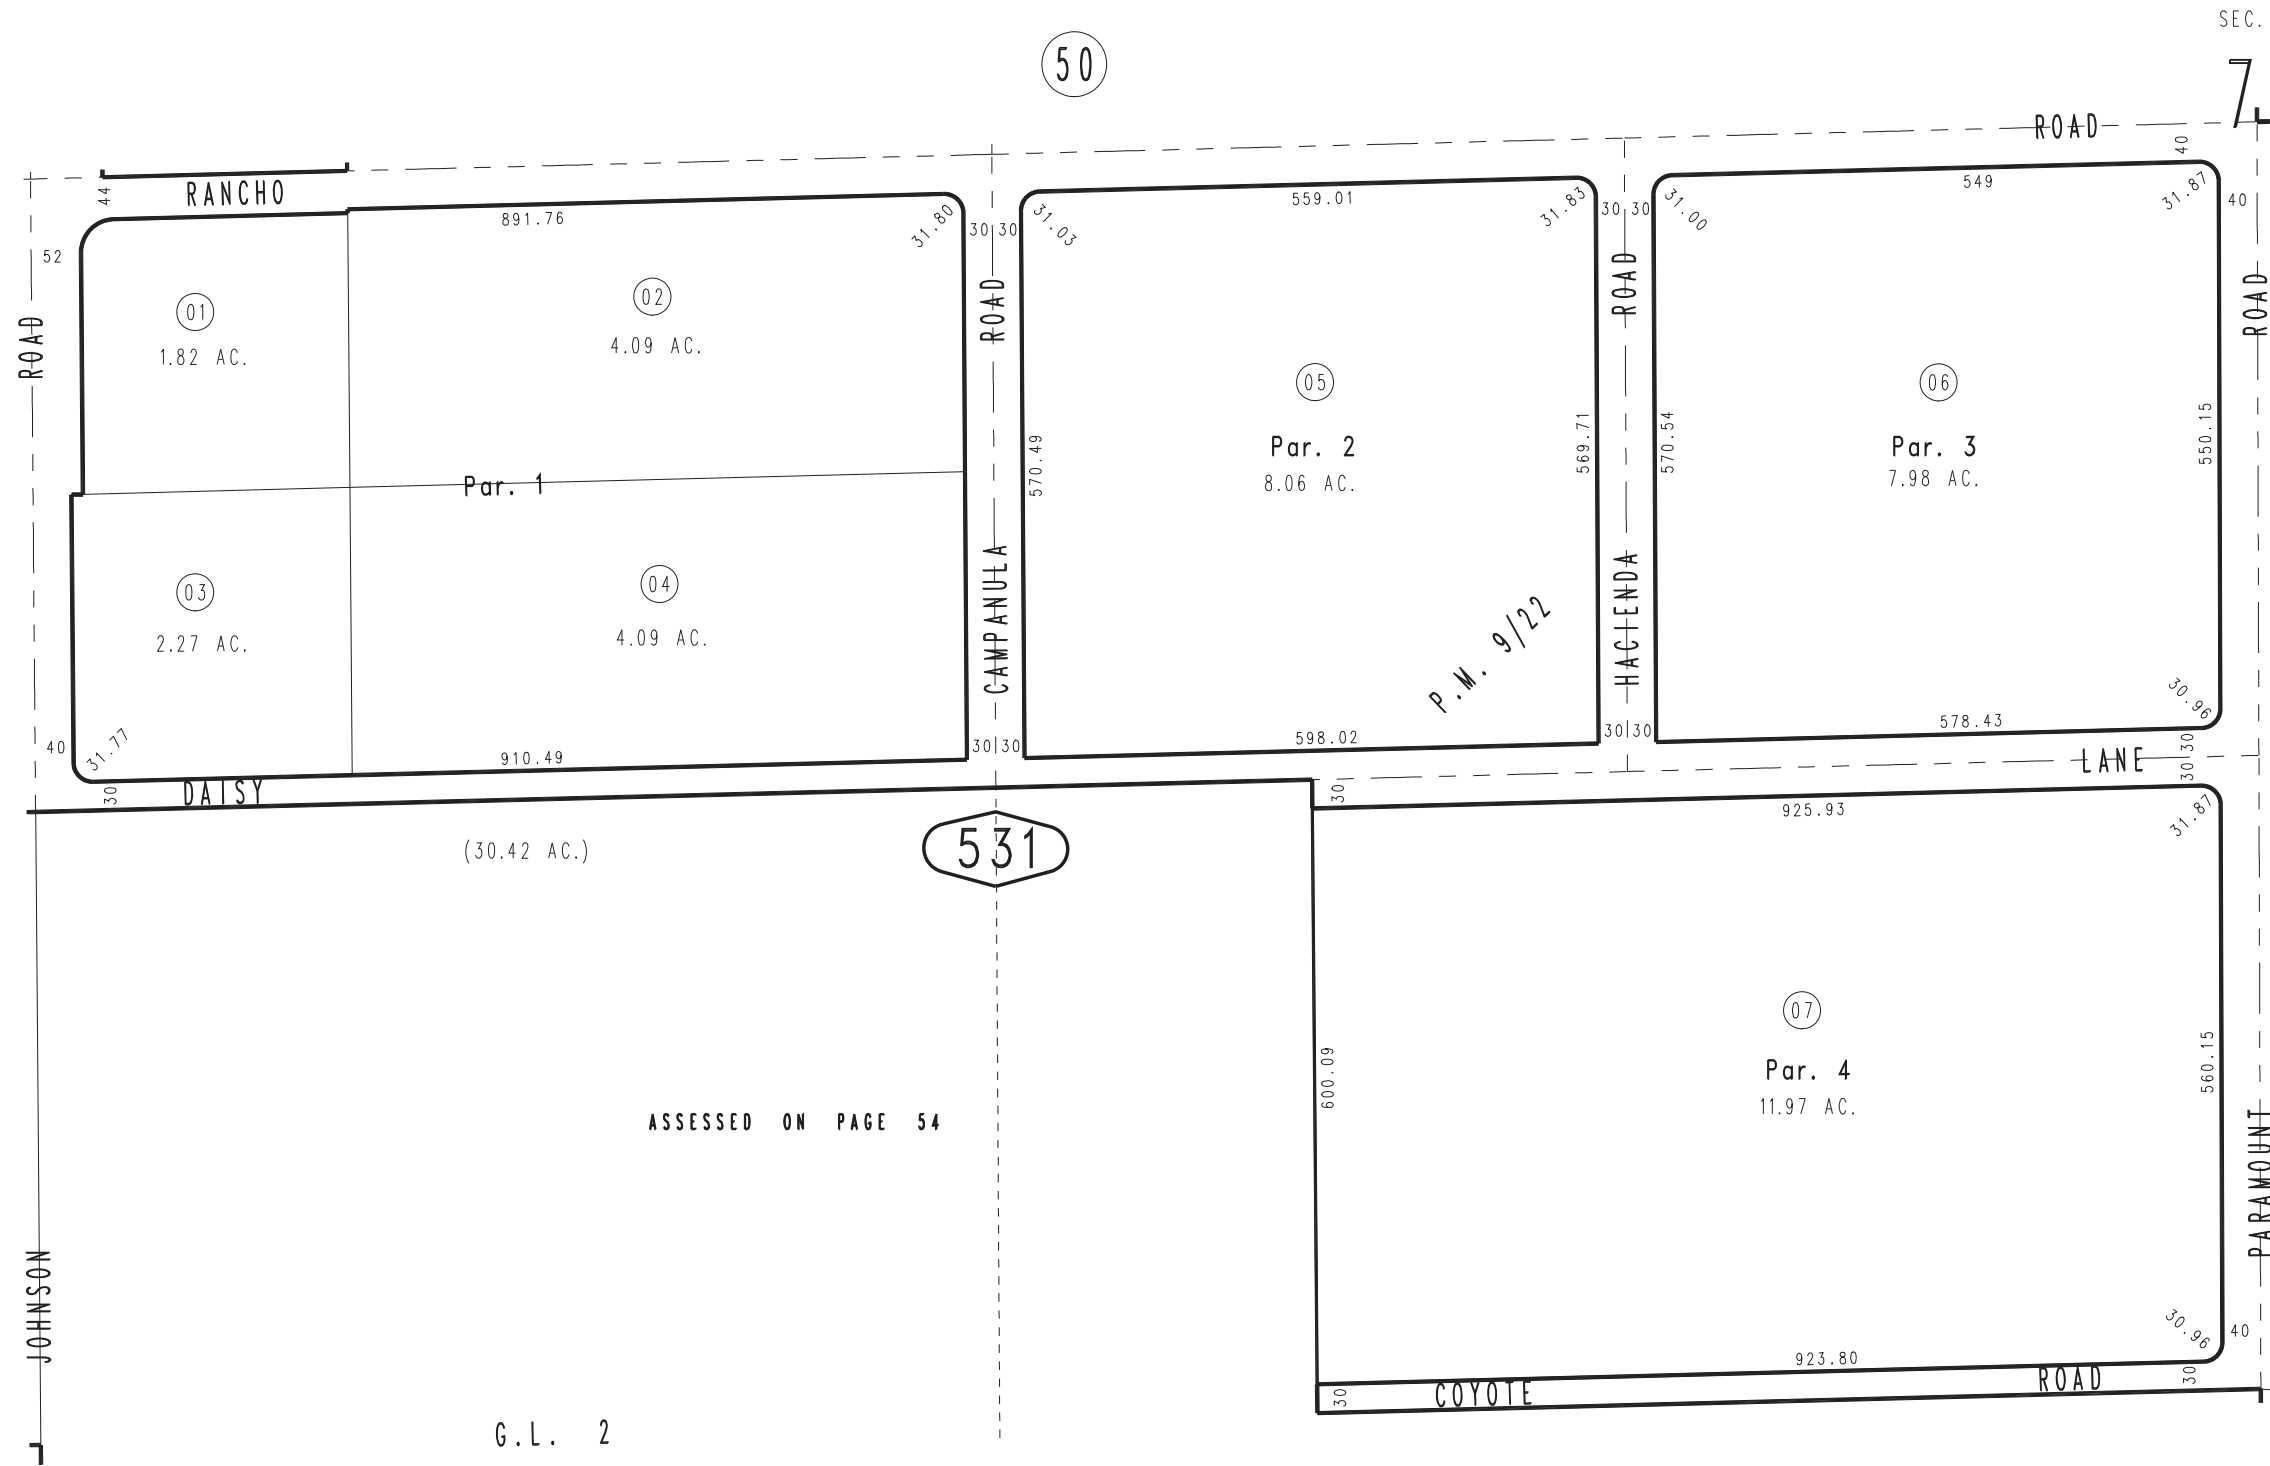 SEC.
7
50
ROAD
40
44
RANCHO
549
31.87
40
891.76
31.80
559.01
31.83
30 30
31.00
30 30
31.03
52
ROAD
01
1.82 AC.
02
4.09 AC.
ROAD
ROAD
ROAD
05
Par. 2
8.06 AC.
06
Par. 3
7.98 AC.
570.49
569.71
570.54
550.15
Par. 1
03
2.27 AC.
04
4.09 AC.
CAMPANULA
P.M. 9/22
HACIENDA
30.96
40
31.77
910.49
30 30
598.02
30 30
578.43
30
LANE
30
30
DAISY
30
925.93
31.87
(30.42 AC.)
531
07
Par. 4
11.97 AC.
600.09
560.15
ASSESSED ON PAGE 54
PARAMOUNT
JOHNSON
30.96
40
923.80
30
COYOTE
ROAD
30
G.L. 2